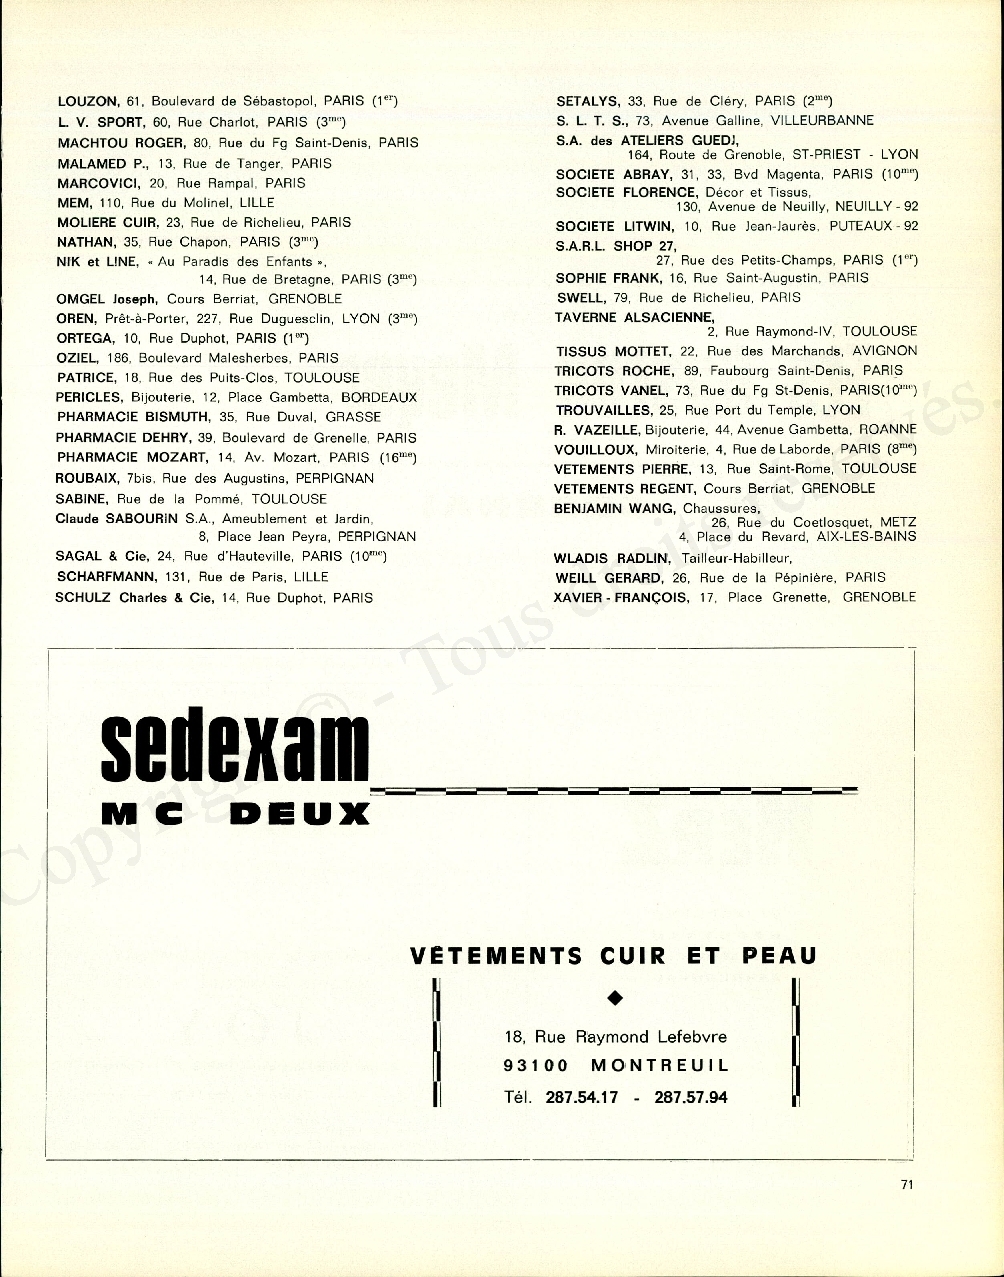 LOUZON, 61, Boulevard de Sébastopol, PARIS (1er)
L. V. SPORT, 60, Rue Charlot, PARIS (3me)
MACHTOU ROGER, 80, Rue du Fg Saint-Denis, PARIS
MALAMED P., 13, Rue de Tanger, PARIS
MARCOVICI, 20, Rue Rampal, PARIS
MEM, 110, Rue du Molinel, LILLE
MOLIERE CUIR, 23, Rue de Richelieu, PARIS
NATHAN, 35, Rue Chapon, PARIS (3me)
NIK et LINE, « Au Paradis des Enfants »,
14, Rue de Bretagne, PARIS (3me)
OMGEL Joseph, Cours Berriat, GRENOBLE
OREN, Prêt-à-Porter, 227, Rue Duguesclin, LYON (3me)
ORTEGA, 10, Rue Duphot, PARIS (1er)
OZIEL, 186, Boulevard Malesherbes, PARIS
PATRICE, 18, Rue des Puits-Clos, TOULOUSE
PERICLES, Bijouterie, 12, Place Gambetta, BORDEAUX
PHARMACIE BISMUTH, 35, Rue Duval, GRASSE
PHARMACIE DEHRY, 39, Boulevard de Grenelle, PARIS
PHARMACIE MOZART, 14, Av. Mozart, PARIS (16me)
ROUBAIX, 7bis, Rue des Augustins, PERPIGNAN
SABINE, Rue de la Pommé, TOULOUSE
Claude SABOURIN S.A., Ameublement et Jardin,
8, Place Jean Peyra, PERPIGNAN
SAGAL & Cie, 24, Rue d'Hauteville, PARIS (10me)
SCHARFMANN, 131, Rue de Paris, LILLE
SCHULZ Charles & Cie, 14, Rue Duphot, PARIS
SETALYS, 33, Rue de Cléry, PARIS (2me)
S. L. T. S., 73, Avenue Galline, VILLEURBANNE
S.A. des ATELIERS GUEDJ,
164, Route de Grenoble, ST-PRIEST - LYON
SOCIETE ABRAY, 31, 33, Bvd Magenta, PARIS (10me)
SOCIETE FLORENCE, Décor et Tissus,
130, Avenue de Neuilly, NEUILLY - 92
SOCIETE LITWIN, 10, Rue Jean-Jaurès, PUTEAUX - 92
S.A.R.L. SHOP 27,
27, Rue des Petits-Champs, PARIS (1er)
SOPHIE FRANK, 16, Rue Saint-Augustin, PARIS
SWELL, 79, Rue de Richelieu, PARIS
TAVERNE ALSACIENNE,
2, Rue Raymond-IV, TOULOUSE
TISSUS MOTTET, 22, Rue des Marchands, AVIGNON
TRICOTS ROCHE, 89, Faubourg Saint-Denis, PARIS
TRICOTS VANEL, 73, Rue du Fg St-Denis, PARIS(10me)
TROUVAILLES, 25, Rue Port du Temple, LYON
R. VAZEILLE, Bijouterie, 44, Avenue Gambetta, ROANNE
VOUILLOUX, Miroiterie, 4, Rue de Laborde, PARIS (8me)
VETEMENTS PIERRE, 13, Rue Saint-Rome, TOULOUSE
VETEMENTS REGENT, Cours Berriat, GRENOBLE
BENJAMIN WANG, Chaussures,
26, Rue du Coetlosquet, METZ
4, Place du Revard, AIX-LES-BAINS
WLADIS RADLIN, Tailleur-Habilleur,
WEILL GERARD, 26, Rue de la Pépinière, PARIS
XAVIER - FRANÇOIS, 17, Place Grenette, GRENOBLE
Copyright © - Tous droits réservés.
sedexam
MC DEUX
VÊTEMENTS CUIR ET PEAU
18, Rue Raymond Lefebvre
93100 MONTREUIL
Tél. 287.54.17 - 287.57.94
71